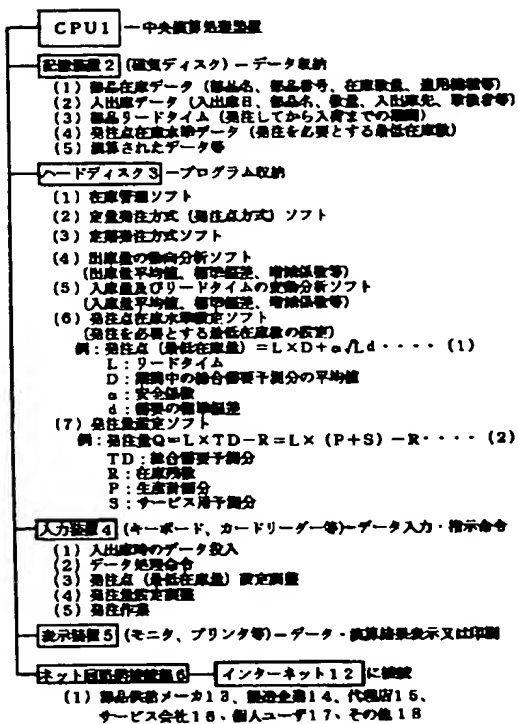 CPU1 ー中央演算処理装置
記憶装置2 (磁気ディスク) ーデータ収納
(1) 部品在庫データ (部品名、部品番号、在庫数量、適用機種等)
(2) 入出庫データ (入出庫日、部品名、数量、入出庫先、取扱者等)
(3) 部品リードタイム (発注してから入荷までの期間)
(4) 発注点在庫水準データ (発注を必要とする最低在庫数)
(5) 演算されたデータ等
ハードディスク3 ープログラム収納
(1) 在庫管理ソフト
(2) 定量発注方式 (発注点方式) ソフト
(3) 定期発注方式ソフト
(4) 出庫量の傾向分析ソフト
(出庫量平均値、標準偏差、増減係数等)
(5) 入庫量及びリードタイムの変動分析ソフト
(入庫量平均値、標準偏差、増減係数等)
(6) 発注点在庫水準設定ソフト
(発注を必要とする最低在庫数の設定)
例：発注点 (最低在庫量) =L×D+α√Ld・・・・ (1)
L：リードタイム
D：期間中の総合需要予測分の平均値
α：安全係数
d：需要の標準偏差
(7) 発注量算定ソフト
例：発注量Q=L×TD−R=L× (P+S) −R・・・・ (2)
TD：総合需要予測分
R：在庫残数
P：生産計画分
S：サービス用予測分
入力装置4 (キーボード、カードリーダー等)ーデータ入力・指示命令
(1) 入出庫時のデータ投入
(2) データ処理命令
(3) 発注点 (最低在庫量) 設定調整
(4) 発注量算定調整
(5) 発注作業
表示装置5 (モニタ、プリンタ等) ーデータ・演算結果表示又は印刷
ネット回路接続機6 インターネット12 に接続
(1) 部品供給メーカ13、製造企業14、代理店15、
サービス会社16、個人ユーザ17、その他18